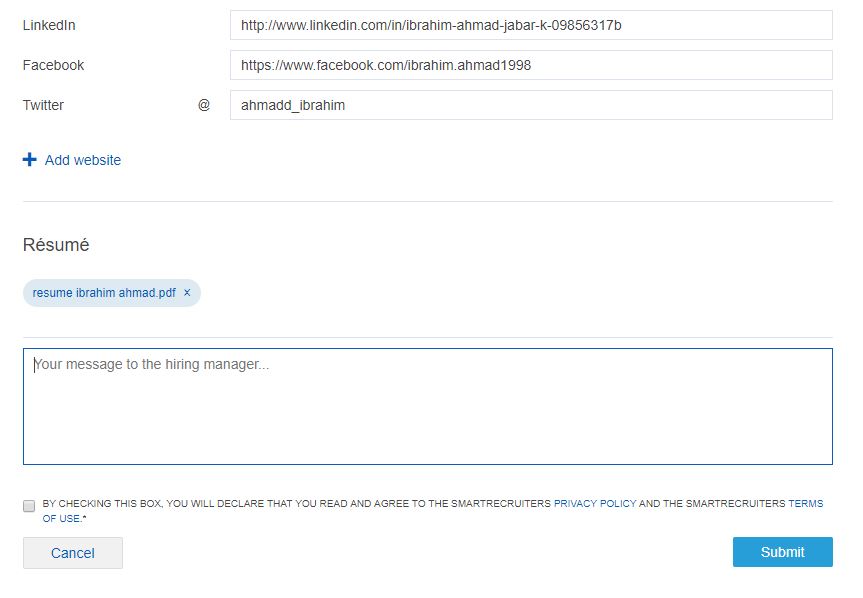 LinkedIn http://www.linkedin.com/in/ibrahim-ahmad-jabar-k-09856317b
Facebook https://www.facebook.com/ibrahim.ahmad1998
Twitter @ ahmadd_ibrahim
+ Add website
Résumé
resume ibrahim ahmad.pdf ×
Your message to the hiring manager...
BY CHECKING THIS BOX, YOU WILL DECLARE THAT YOU READ AND AGREE TO THE SMARTRECRUITERS PRIVACY POLICY AND THE SMARTRECRUITERS TERMS
OF USE.*
Cancel Submit